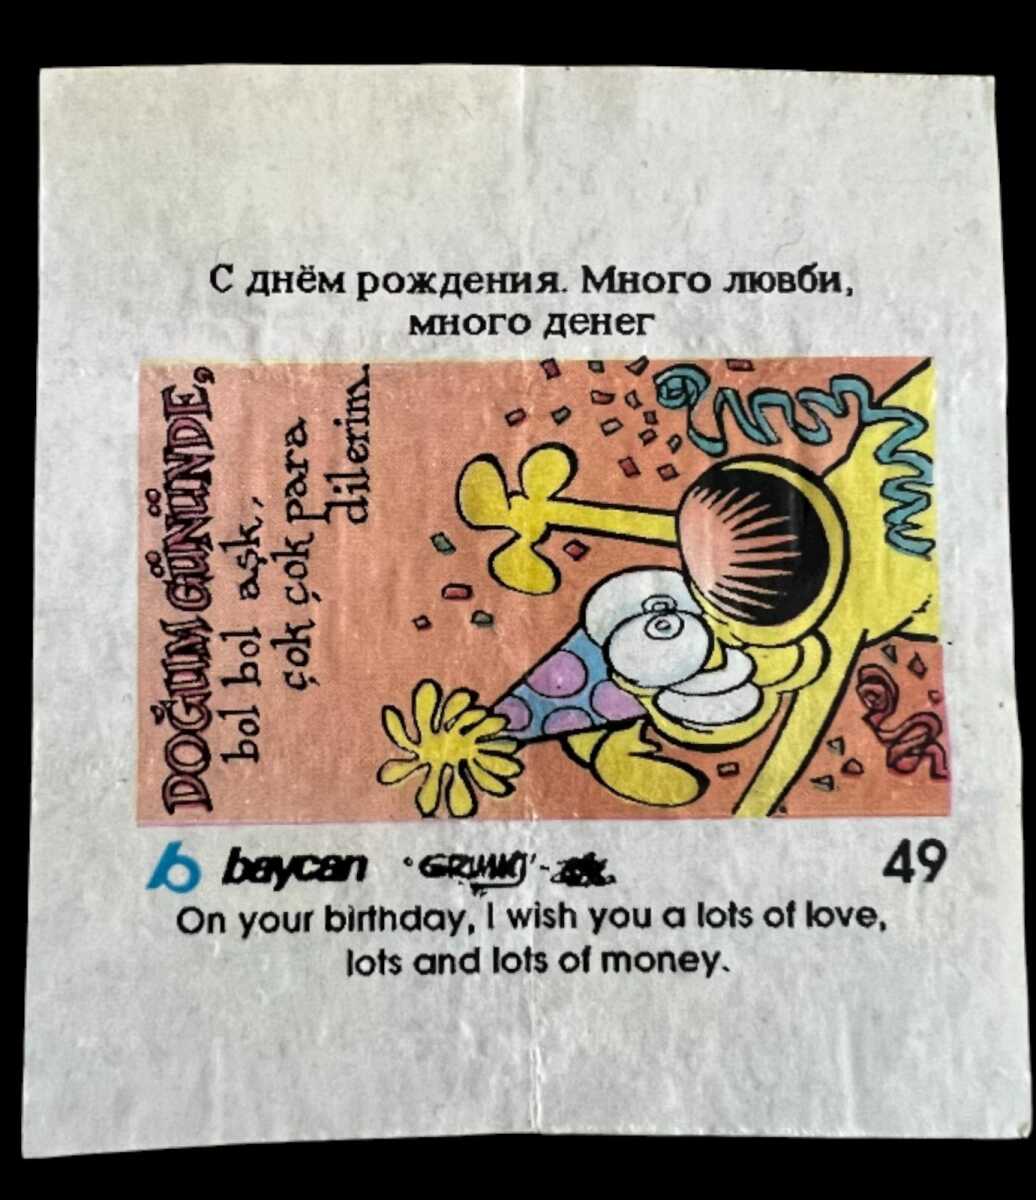 С днём рождения. Много лювби,
много денег
DOĞUM GÜNÜNDE,
bol bol aşk,
çok çok para
dilerim.
b baycan "GRUMO"- 49
On your birthday, I wish you a lots of love,
lots and lots of money.